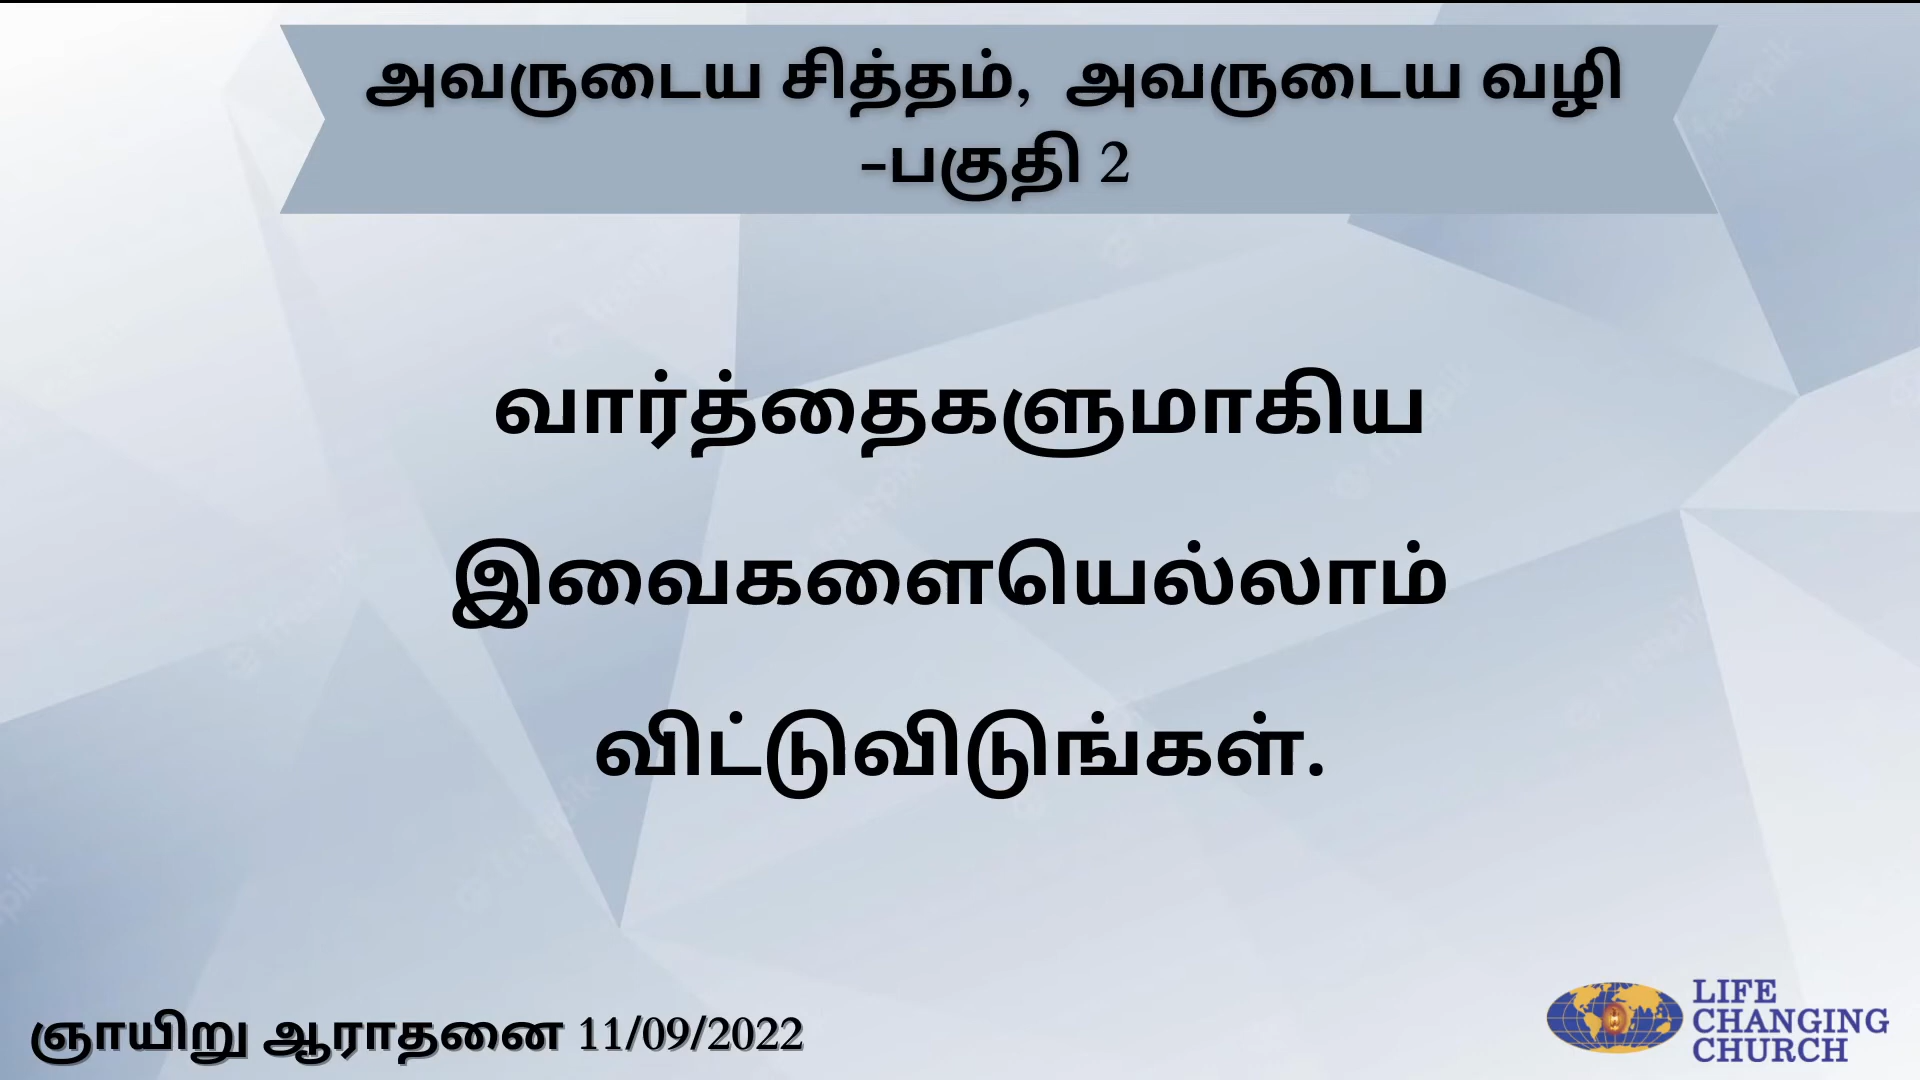 அவருடைய சித்தம், அவருடைய வழி
-பகுதி 2
வார்த்தைகளுமாகிய
இவைகளையெல்லாம்
விட்டுவிடுங்கள்.
ஞாயிறு ஆராதனை 11/09/2022
LIFE
CHANGING
CHURCH